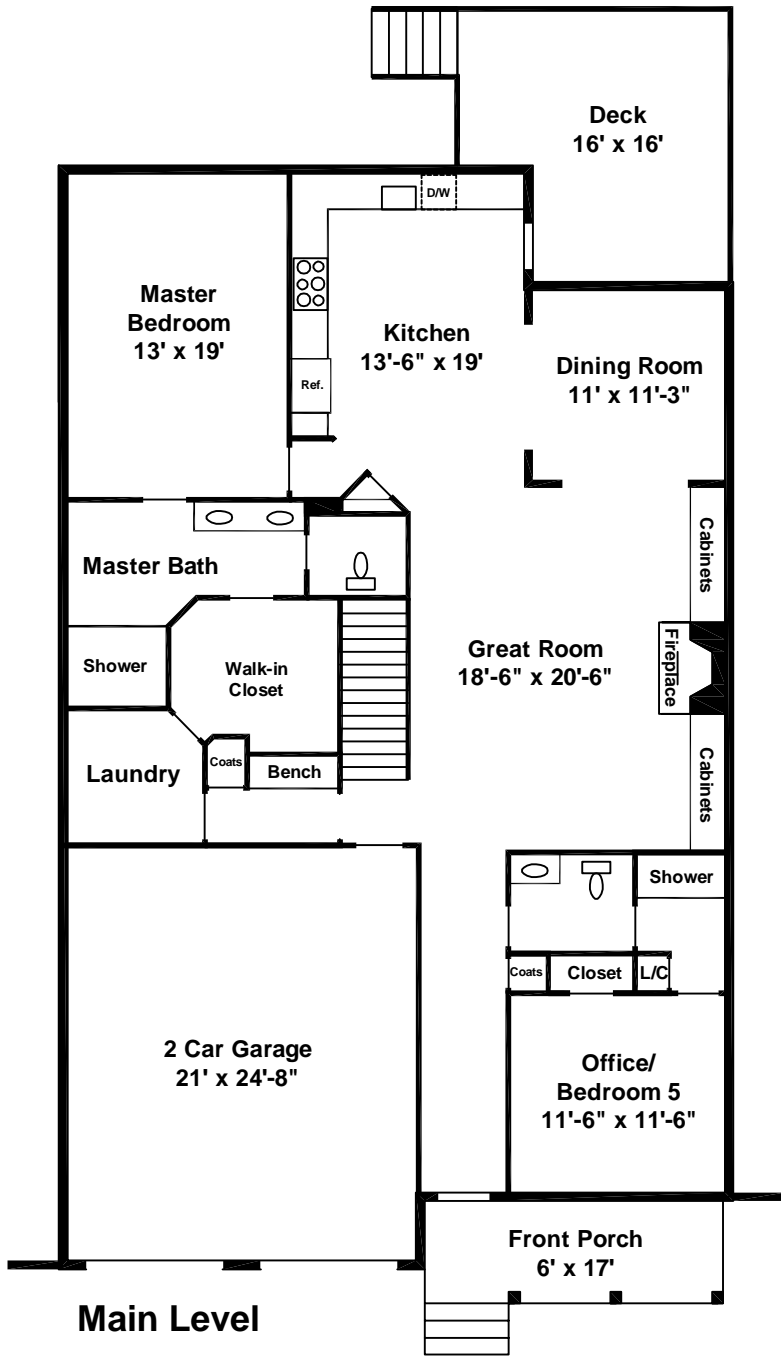 Deck
16' x 16'
D/W
Master
Bedroom
13' x 19'
Kitchen
13'-6" x 19'
Ref.
Dining Room
11' x 11'-3"
Master Bath
Cabinets
Shower
Walk-in
Closet
Great Room
18'-6" x 20'-6"
Fireplace
Laundry
Coats
Bench
Cabinets
Shower
Coats
Closet
L/C
2 Car Garage
21' x 24'-8"
Office/
Bedroom 5
11'-6" x 11'-6"
Front Porch
6' x 17'
Main Level